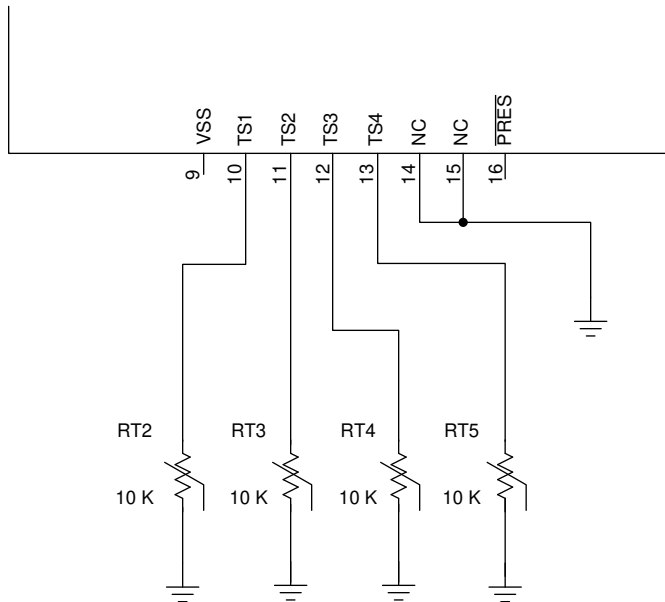 VSS
TS1
TS2
TS3
TS4
NC
NC
PRES
9
10
11
12
13
14
15
16
RT2
RT3
RT4
RT5
10 K
10 K
10 K
10 K